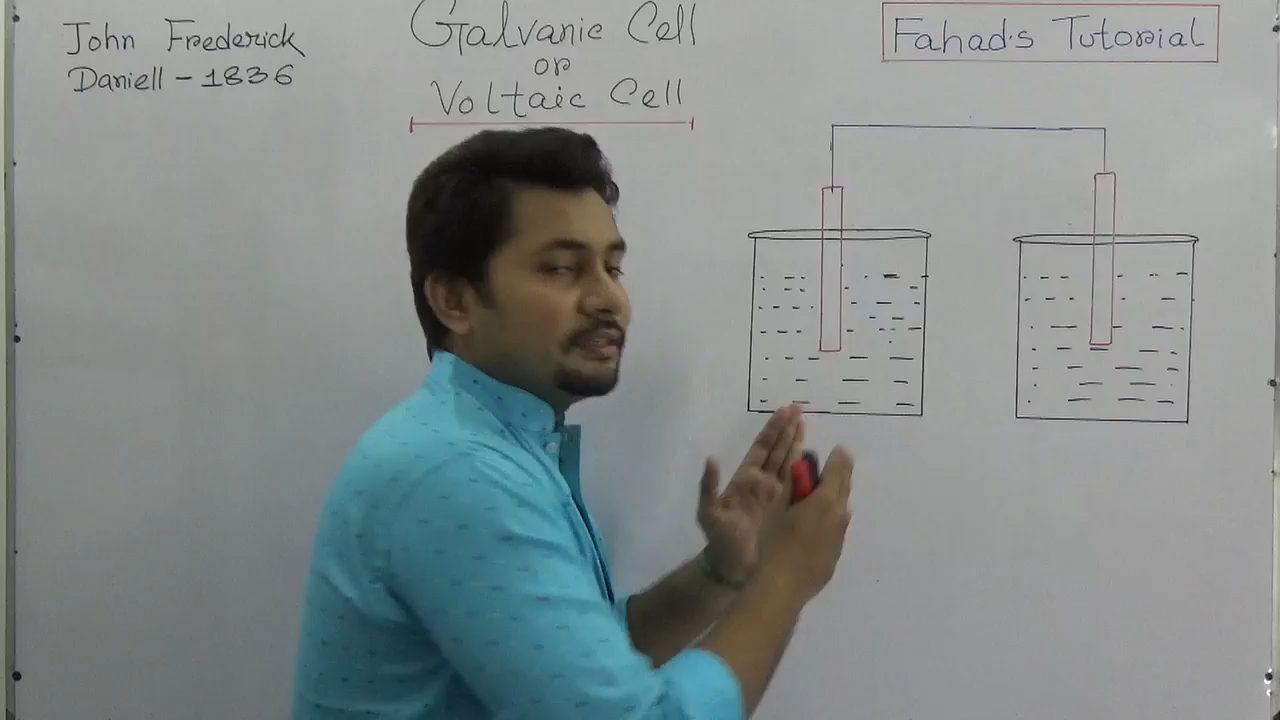 John Frederick
Daniell - 1836
Galvanic Cell
or
Voltaic Cell
Fahad's Tutorial